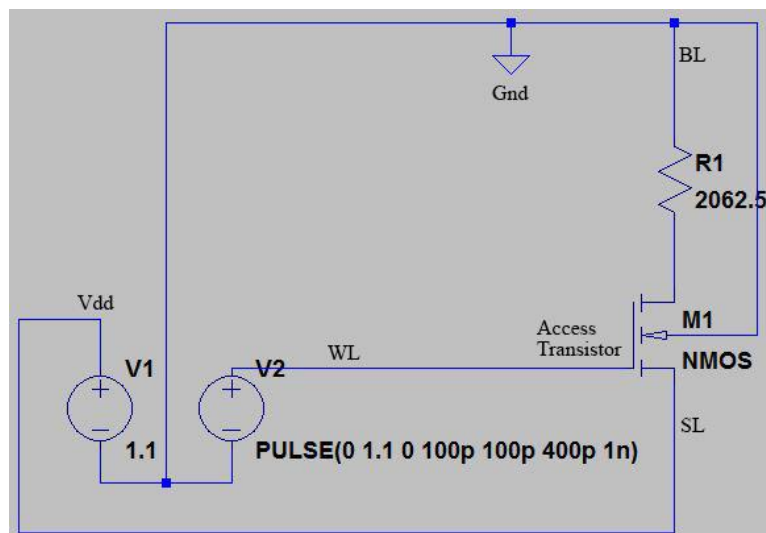 BL
Gnd
R1
2062.5
Vdd
Access
Transistor
M1
WL
V1
V2
NMOS
SL
1.1
PULSE(0 1.1 0 100p 100p 400p 1n)